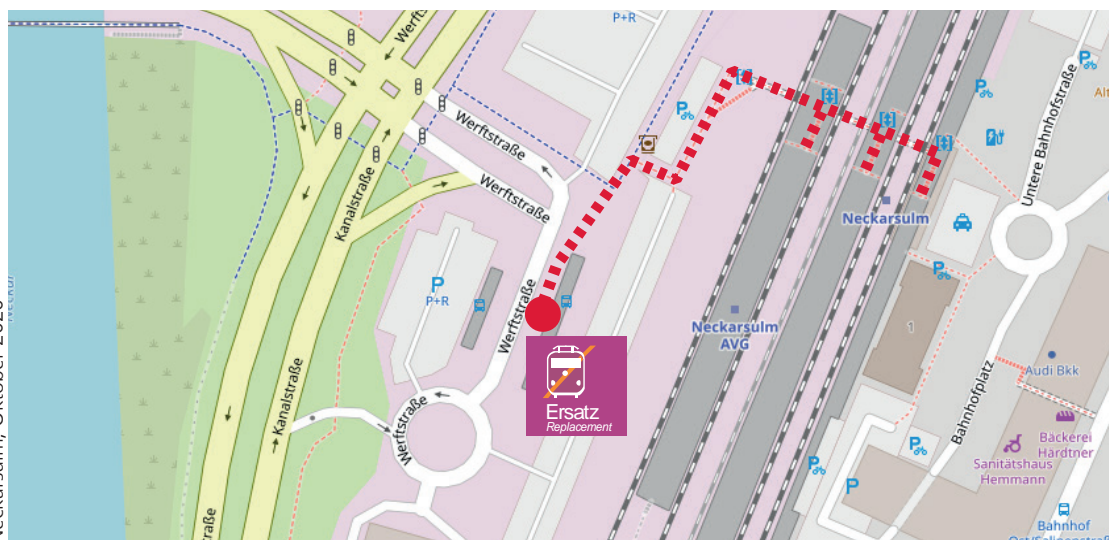 P+R
Werftstraße
Untere Bahnhofstraße
Werftstraße
Werftstraße
Kanalstraße
Neckarsulm
P
P+R
Werftstraße
Neckarsulm
AVG
1
Ersatz
Replacement
Kanalstraße
Werftstraße
Bahnhofplatz
Audi Bkk
Bäckerei
Härdtner
Sanitätshaus
Hemmann
P
Bahnhof